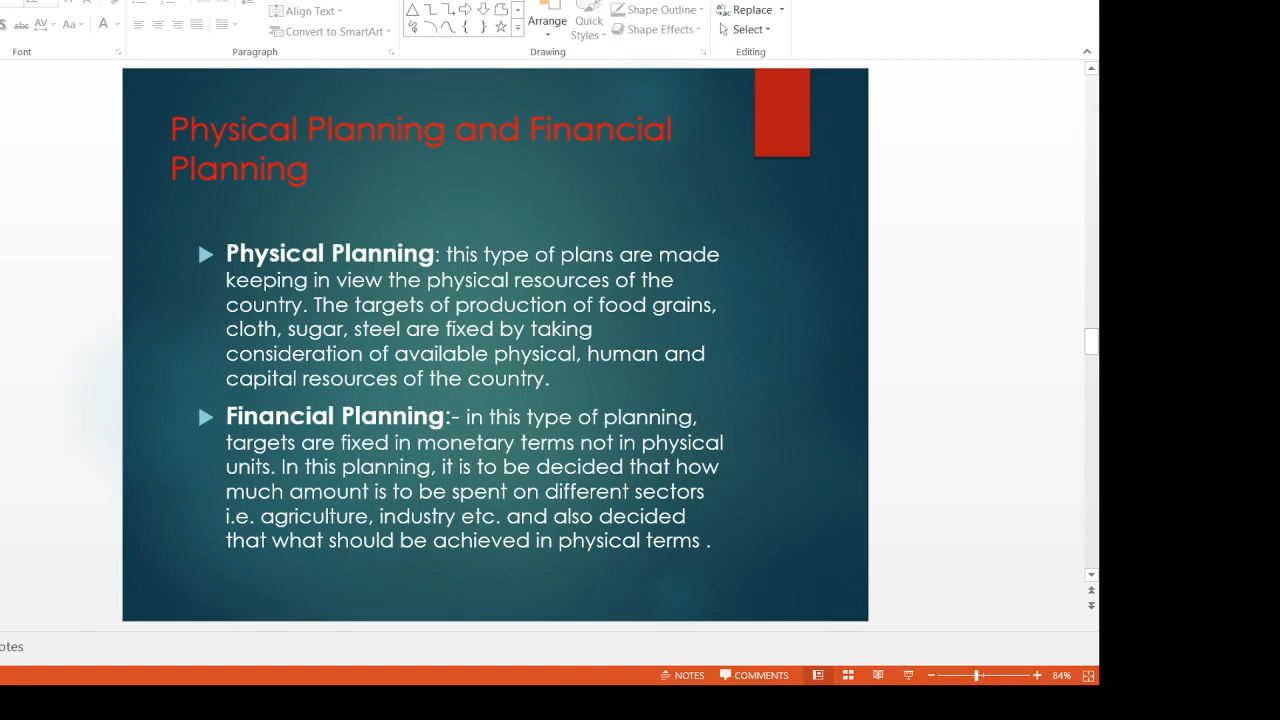 Align Text
Shape Outline
Replace
abc AV Aa A
Convert to SmartArt
Arrange
Quick
Styles
Shape Effects
Select
Font
Paragraph
Drawing
Editing
Physical Planning and Financial
Planning
Physical Planning: this type of plans are made
keeping in view the physical resources of the
country. The targets of production of food grains,
cloth, sugar, steel are fixed by taking
consideration of available physical, human and
capital resources of the country.
Financial Planning:- in this type of planning,
targets are fixed in monetary terms not in physical
units. In this planning, it is to be decided that how
much amount is to be spent on different sectors
i.e. agriculture, industry etc. and also decided
that what should be achieved in physical terms .
otes
NOTES
COMMENTS
84%